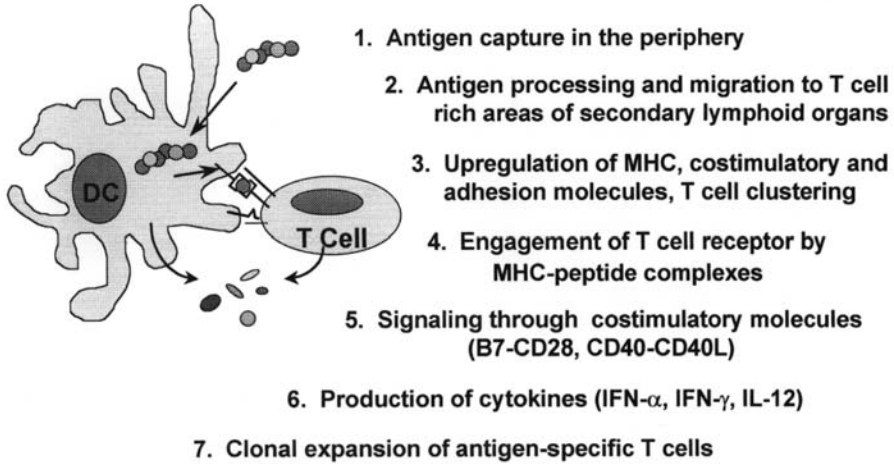 1. Antigen capture in the periphery
2. Antigen processing and migration to T cell
rich areas of secondary lymphoid organs
3. Upregulation of MHC, costimulatory and
adhesion molecules, T cell clustering
DC
T Cell
4. Engagement of T cell receptor by
MHC-peptide complexes
5. Signaling through costimulatory molecules
(B7-CD28, CD40-CD40L)
6. Production of cytokines (IFN-α, IFN-γ, IL-12)
7. Clonal expansion of antigen-specific T cells